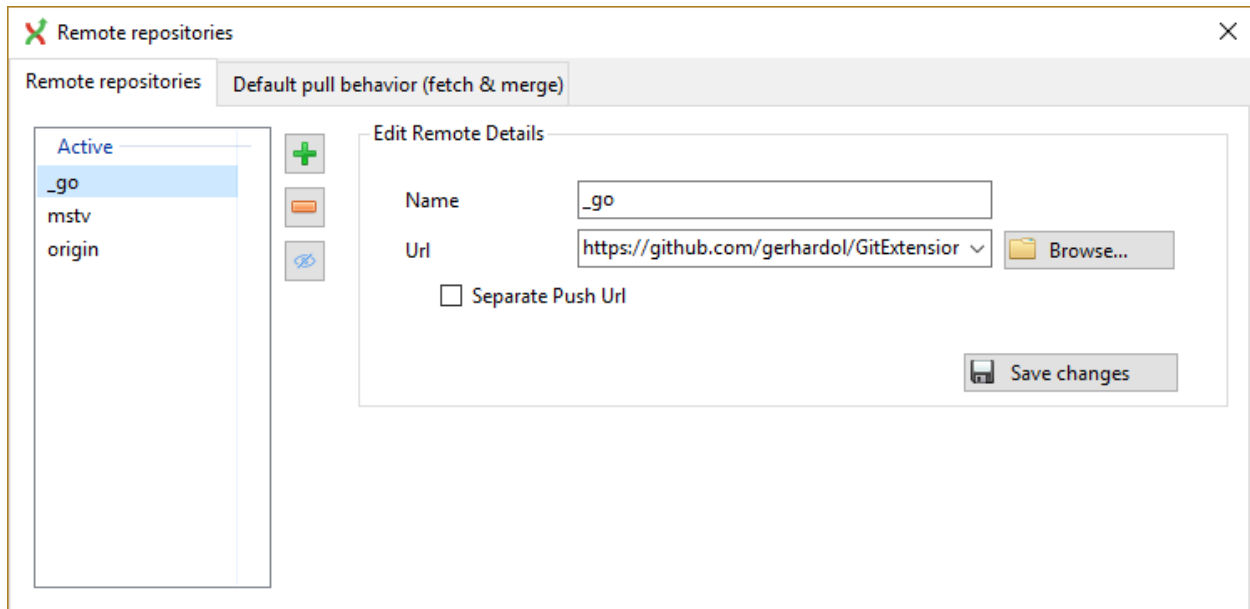 Remote repositories
Remote repositories
Default pull behavior (fetch & merge)
Active
_go
mstv
origin
Edit Remote Details
Name
_go
Url
https://github.com/gerhardol/GitExtension
Browse...
Separate Push Url
Save changes